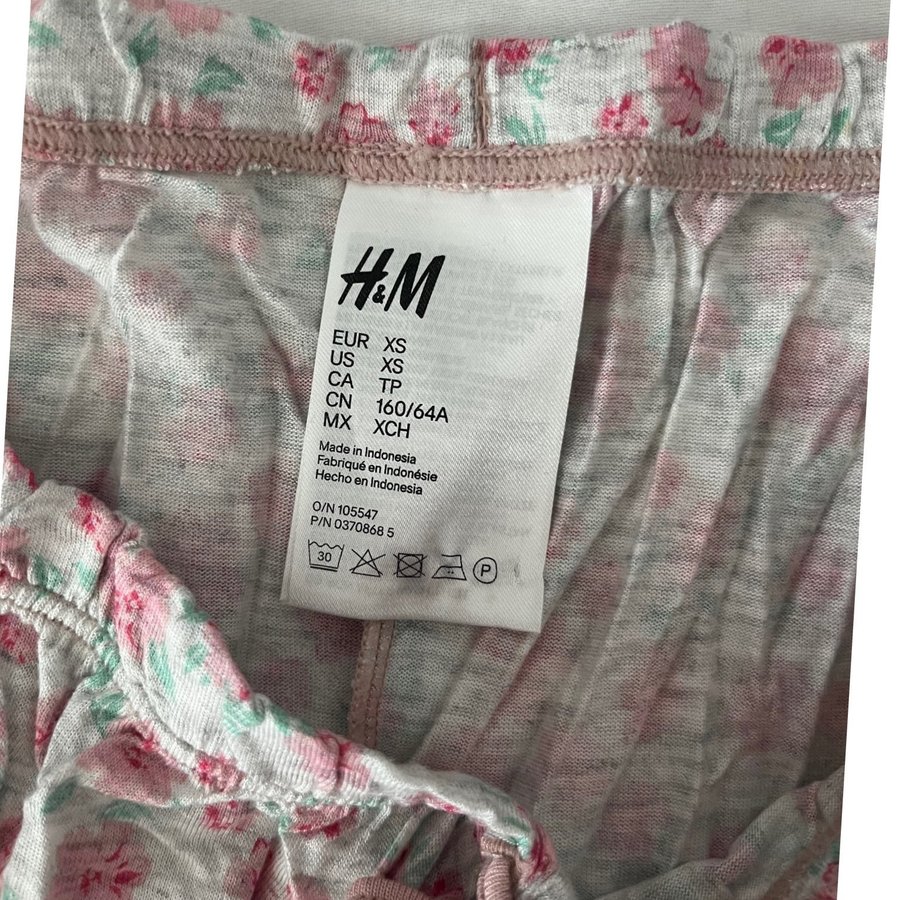 H&M
EUR XS
US XS
CA TP
CN 160/64A
MX XCH
Made in Indonesia
Fabriqué en Indonésie
Hecho en Indonesia
O/N 105547
P/N 0370868 5
30
P